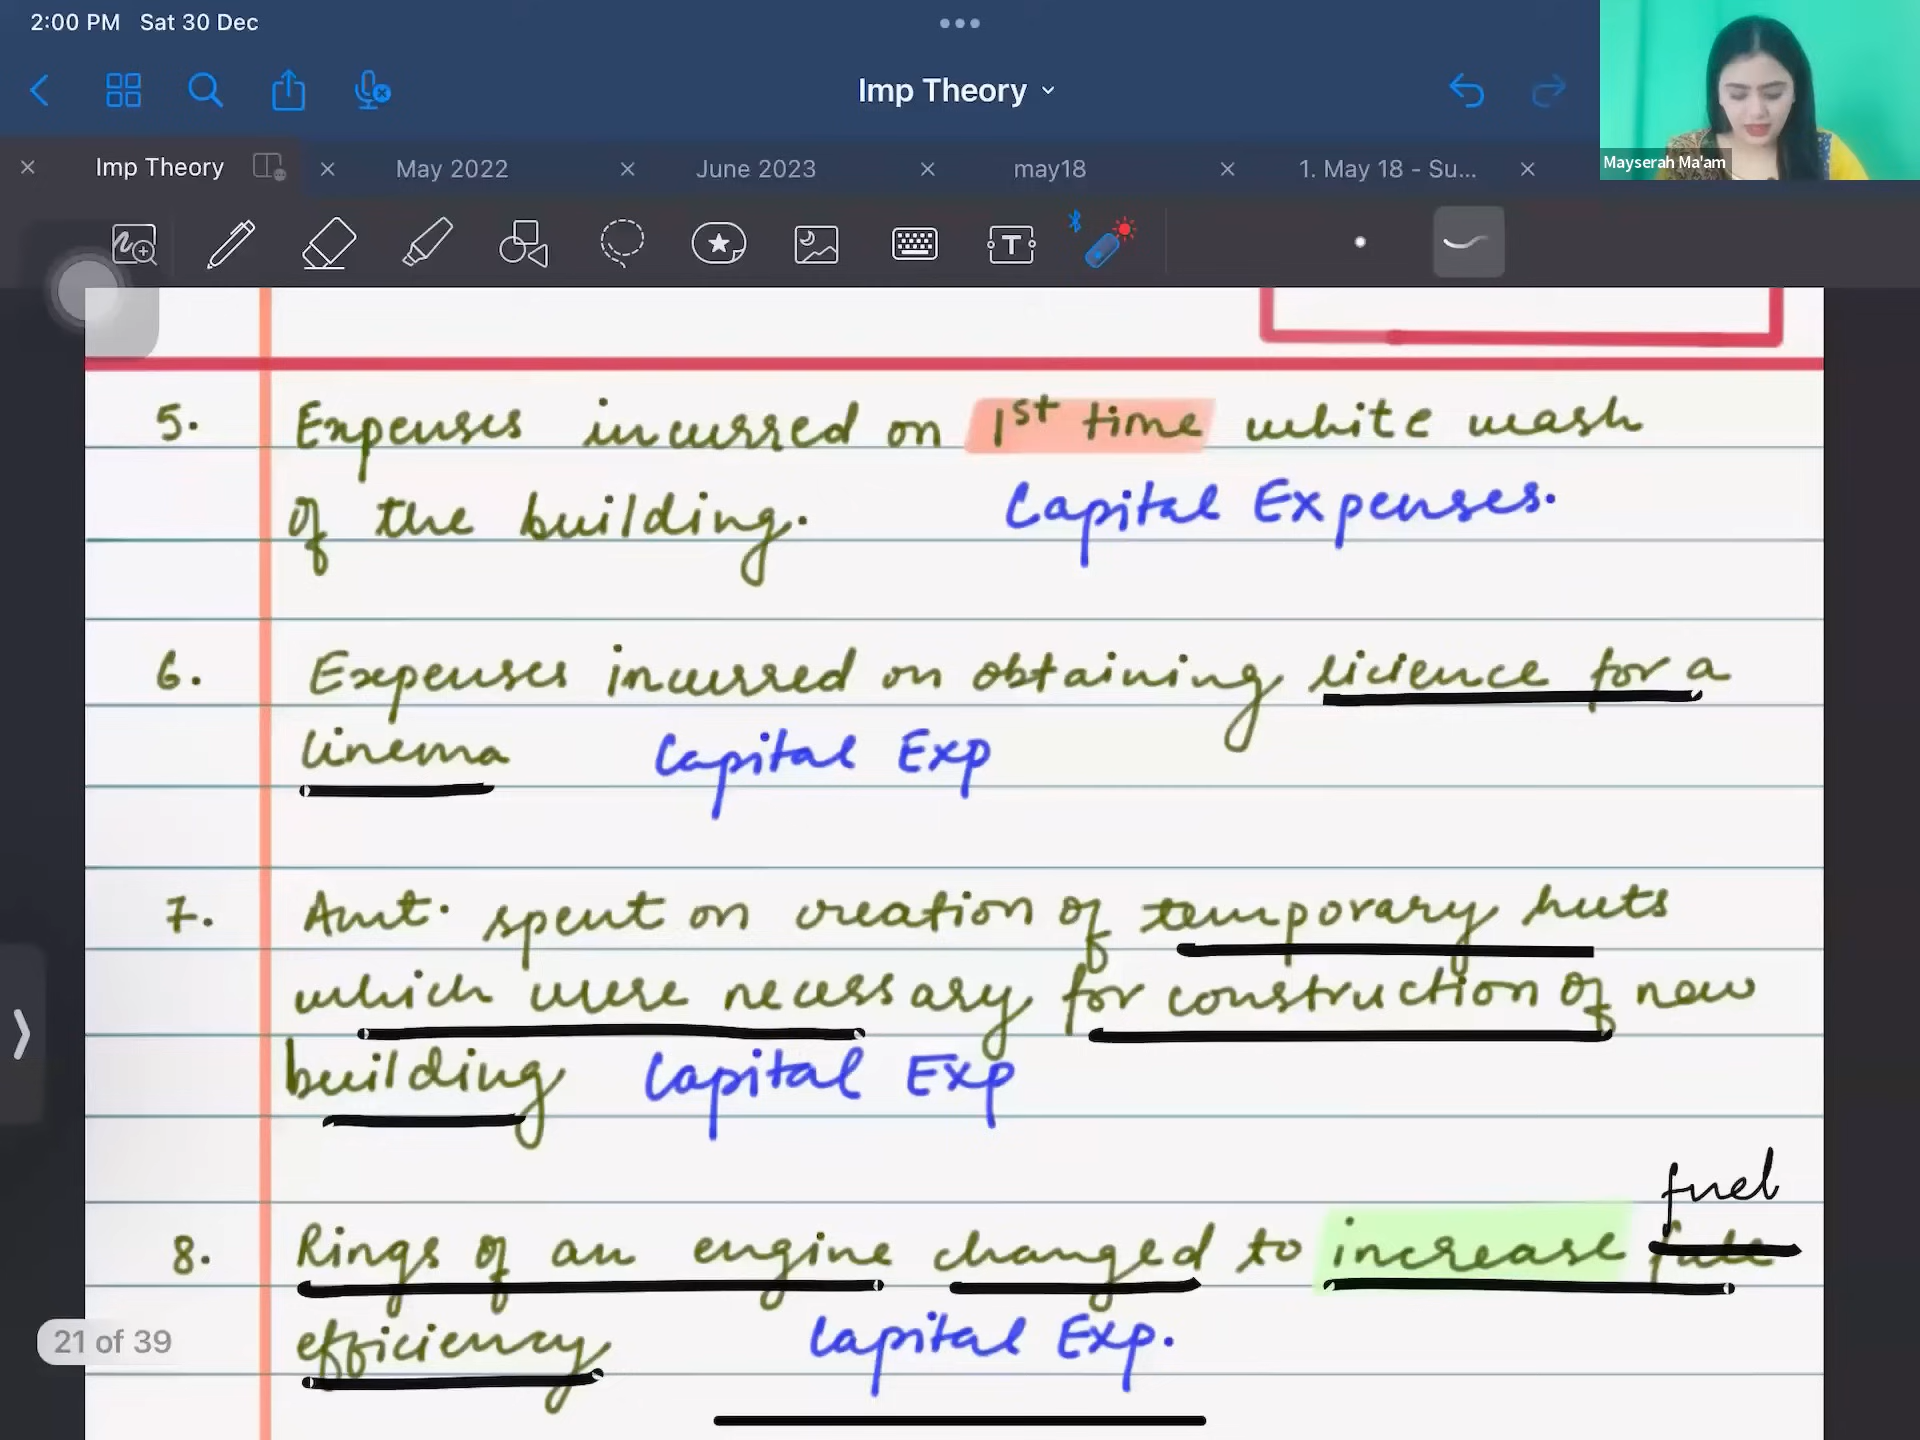 2:00 PM Sat 30 Dec
Imp Theory
Imp Theory
May 2022
June 2023
may18
1. May 18 - Su...
Mayserah Ma'am
T
5. Expenses incurred on 1st time white wash
of the building. Capital Expenses.
6. Expenses incurred on obtaining licience for a
cinema Capital Exp
7. Amt. spent on creation of temporary huts
which were necessary for construction of new
building Capital Exp
fuel
8. Rings of an engine changed to increase
efficiency Capital Exp.
21 of 39